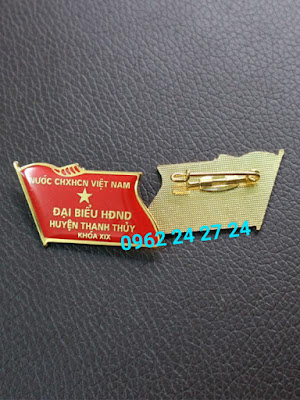 NƯỚC CHXHCN VIỆT NAM
ĐẠI BIỂU HĐND
HUYỆN THANH THỦY
KHÓA XIX
0962 24 27 24